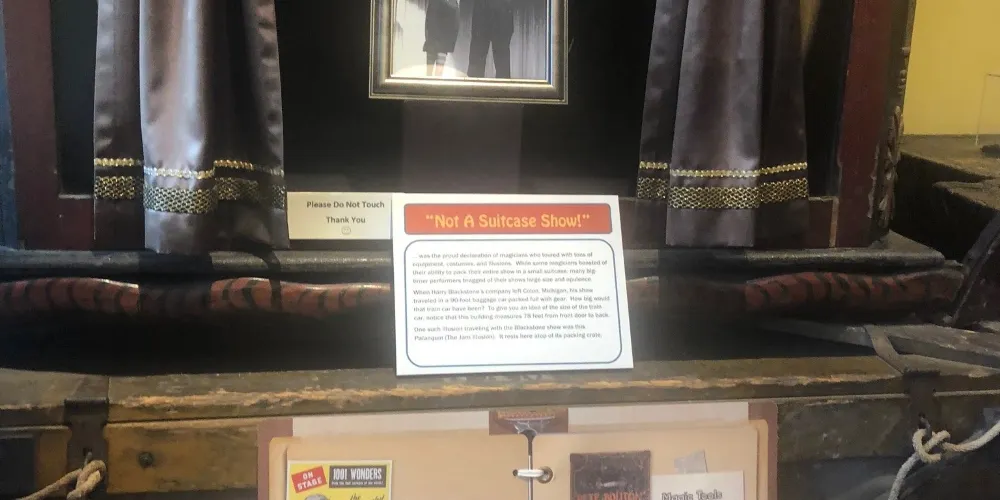 Please Do Not Touch
Thank You
"Not A Suitcase Show!"
... was the proud declaration of magicians who toured with tons of
equipment, costumes, and illusions. While some magicians boasted of
their ability to pack their entire show in a small suitcase, many big-
timer performers bragged of their shows large size and opulence.
When Harry Blackstone's company left Colon, Michigan, his show
traveled in a 90-foot baggage car packed full with gear. How long would
that train car have been? To give you an idea of the size of the train
car, notice that this building measures 78 feet from front door to back.
One such illusion traveling with the Blackstone show was this
Palanquin (The Jam Illusion). It rests here atop of its packing crate.
ON
STAGE
1001 WONDERS
the
Magic Tools